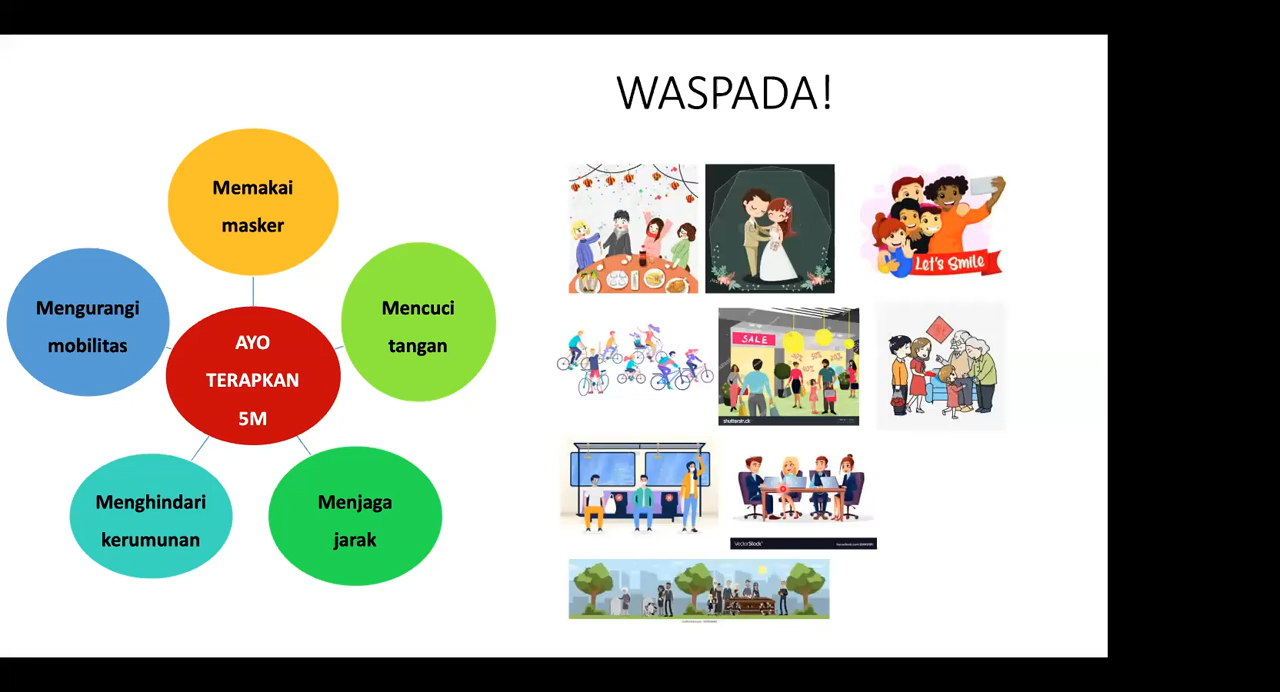 WASPADA!
Memakai
masker
Mengurangi
mobilitas
Mencuci
tangan
AYO
TERAPKAN
5M
Menghindari
kerumunan
Menjaga
jarak
Let's Smile
SALE
50%
shutterstock
VectorStock